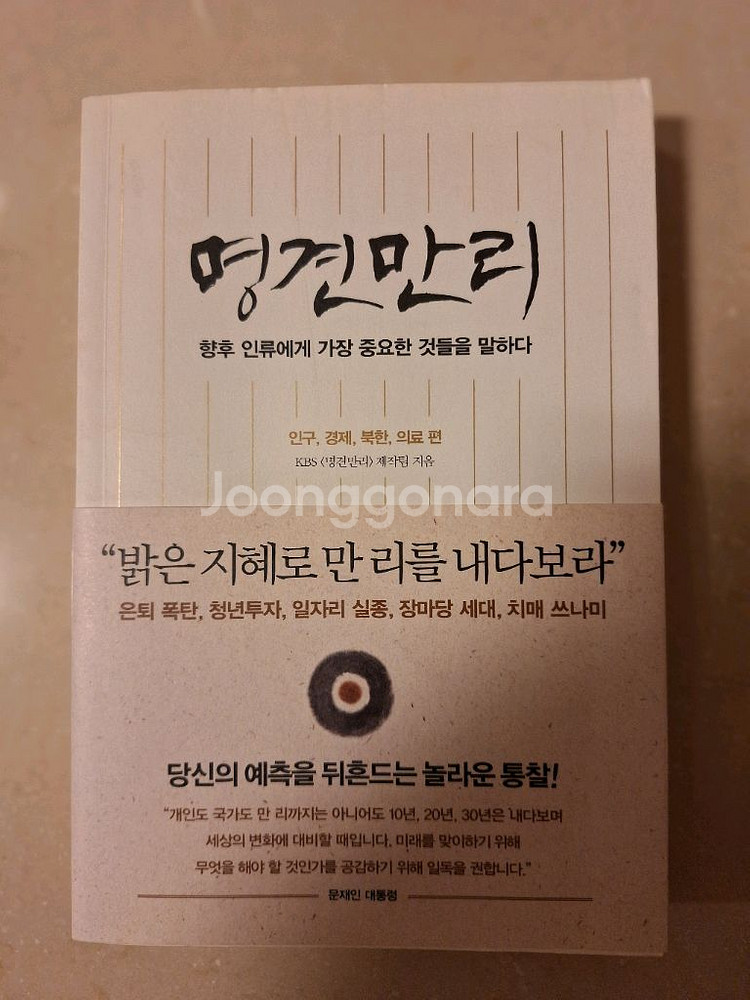 명견만리
향후 인류에게 가장 중요한 것들을 말하다
인구, 경제, 북한, 의료 편
KBS 〈명견만리〉 제작팀 지음
Joonggonara
“밝은 지혜로 만 리를 내다보라”
은퇴 폭탄, 청년투자, 일자리 실종, 장마당 세대, 치매 쓰나미
당신의 예측을 뒤흔드는 놀라운 통찰!
“개인도 국가도 만 리까지는 아니어도 10년, 20년, 30년은 내다보며
세상의 변화에 대비할 때입니다. 미래를 맞이하기 위해
무엇을 해야 할 것인가를 공감하기 위해 일독을 권합니다.”
문재인 대통령